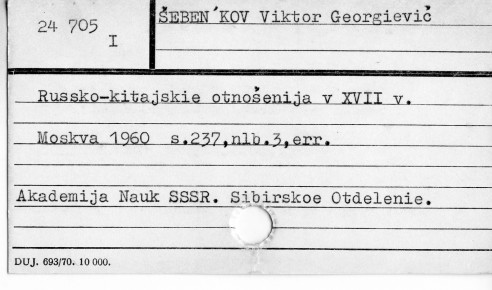 24 705
I
ŠEBEN´KOV Viktor Georgievič
Russko-kitajskie otnošenija v XVII v.
Moskva 1960 s.237,nlb.3,err.
Akademija Nauk SSSR. Sibirskoe Otdelenie.
DUJ. 693/70. 10 000.